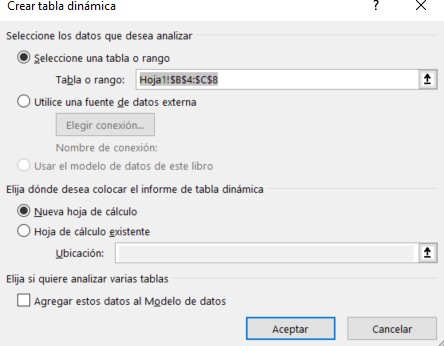 Crear tabla dinámica ? ×
Seleccione los datos que desea analizar
Seleccione una tabla o rango
Tabla o rango: Hoja1!$B$4:$C$8
Utilice una fuente de datos externa
Elegir conexión...
Nombre de conexión:
Usar el modelo de datos de este libro
Elija dónde desea colocar el informe de tabla dinámica
Nueva hoja de cálculo
Hoja de cálculo existente
Ubicación:
Elija si quiere analizar varias tablas
Agregar estos datos al Modelo de datos
Aceptar Cancelar